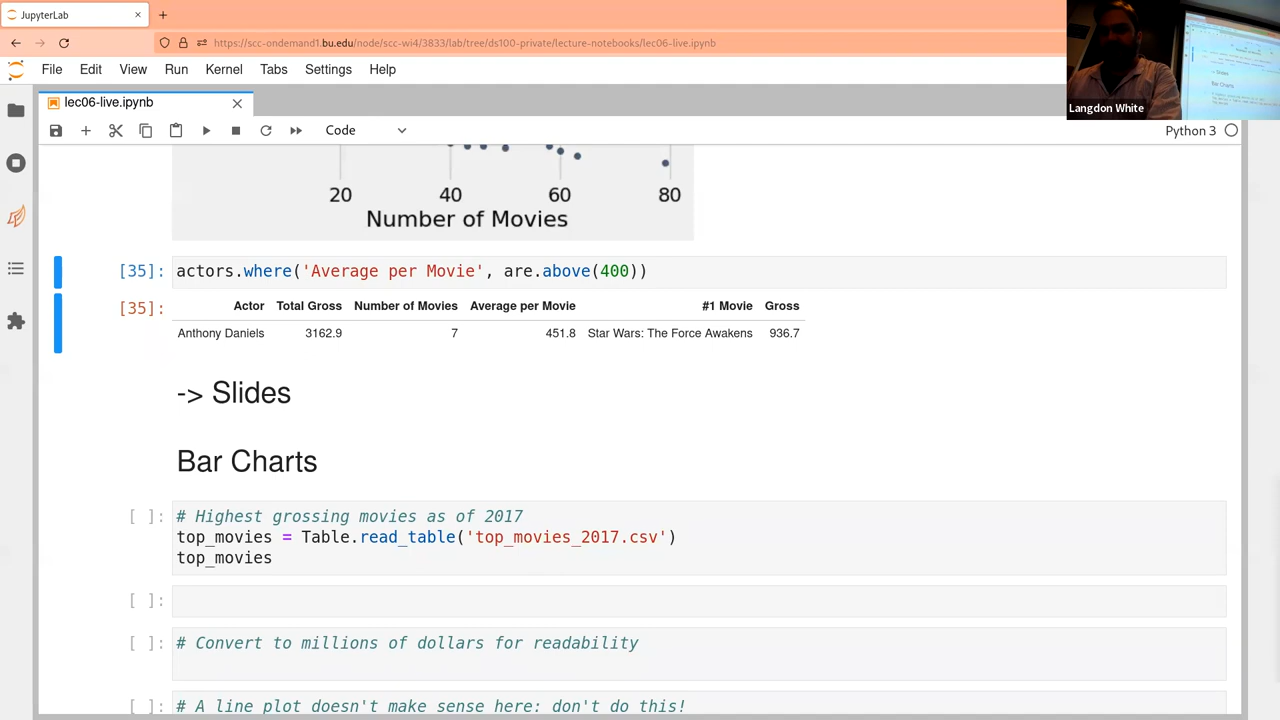 JupyterLab
https://scc-ondemand1.bu.edu/node/scc-wi4/3833/lab/tree/ds100-private/lecture-notebooks/lec06-live.ipynb
File Edit View Run Kernel Tabs Settings Help
Langdon White
lec06-live.ipynb
Code
Python 3
20 40 60 80
Number of Movies
[35]: actors.where('Average per Movie', are.above(400))
[35]: Actor Total Gross Number of Movies Average per Movie #1 Movie Gross
Anthony Daniels 3162.9 7 451.8 Star Wars: The Force Awakens 936.7
-> Slides
Bar Charts
[ ]: # Highest grossing movies as of 2017
top_movies = Table.read_table('top_movies_2017.csv')
top_movies
[ ]:
[ ]: # Convert to millions of dollars for readability
[ ]: # A line plot doesn't make sense here: don't do this!